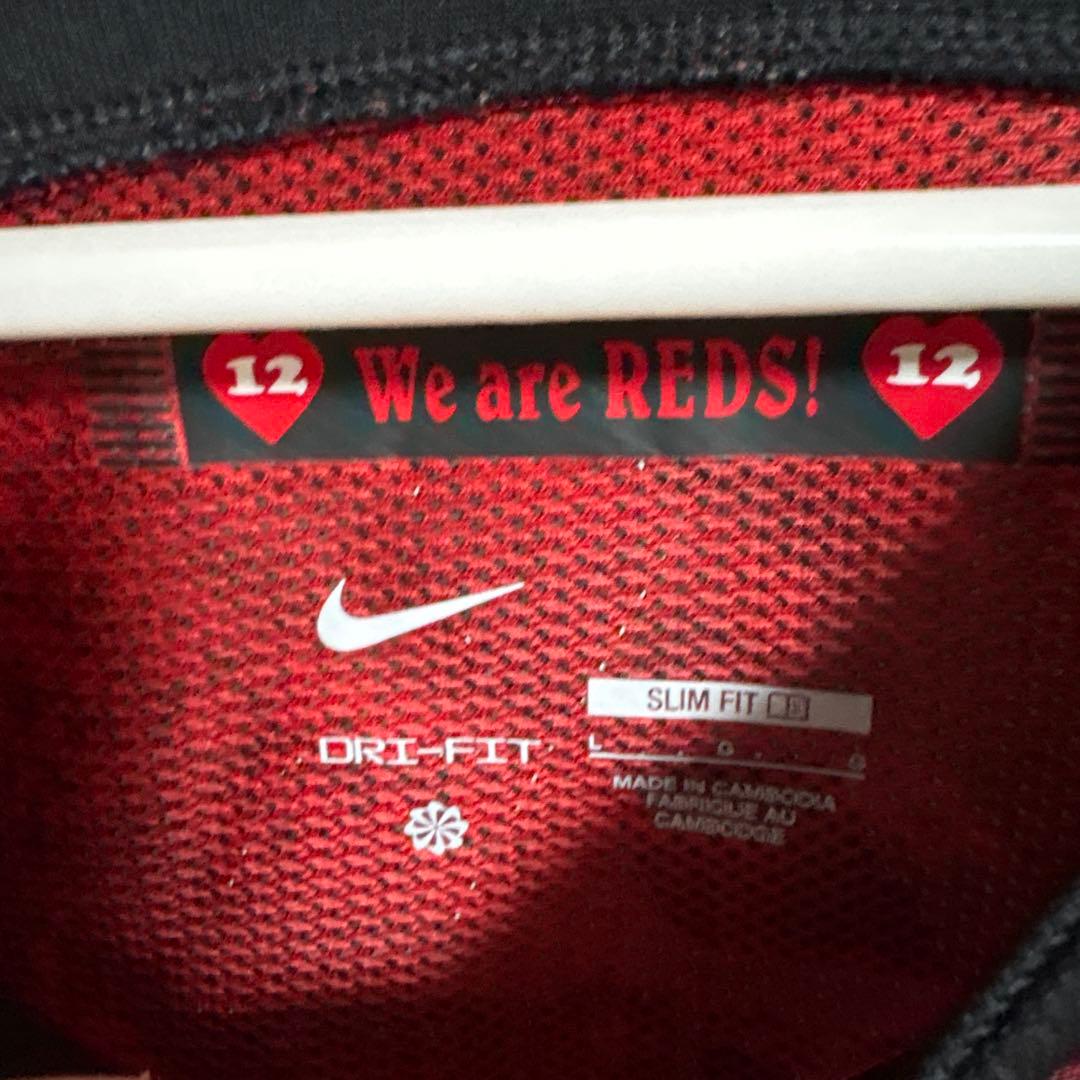 12 We are REDS! 12
SLIM FIT
DRI-FIT
L G G
MADE IN CAMBODIA
FABRIQUE AU
CAMBODGE